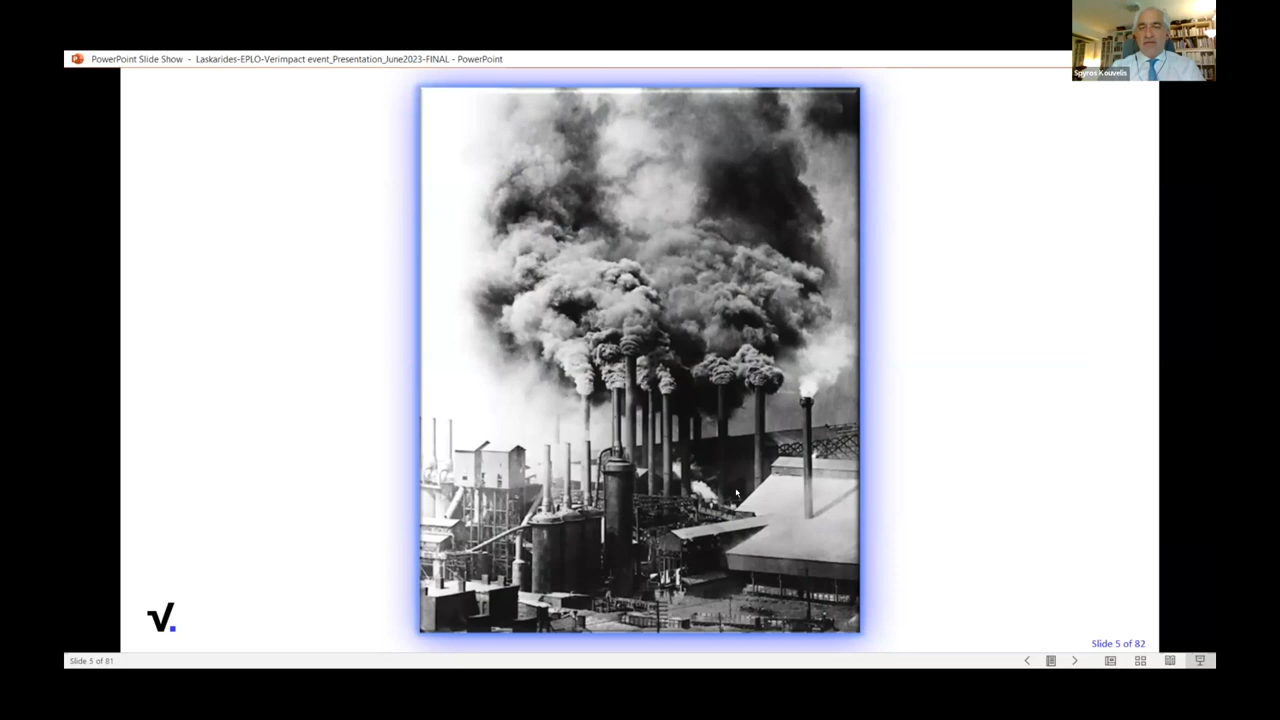 PowerPoint Slide Show - Laskarides-EPLO-Verimpact event_Presentation_June2023-FINAL - PowerPoint
Spyros Kouvelis
V.
Slide 5 of 82
Slide 5 of 81